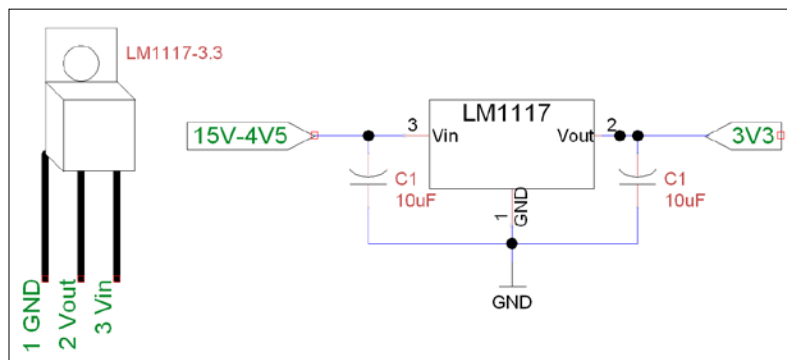 LM1117-3.3
1 GND
2 Vout
3 Vin
15V-4V5
3
LM1117
Vin
Vout
2
3V3
C1
10uF
1
GND
C1
10uF
GND